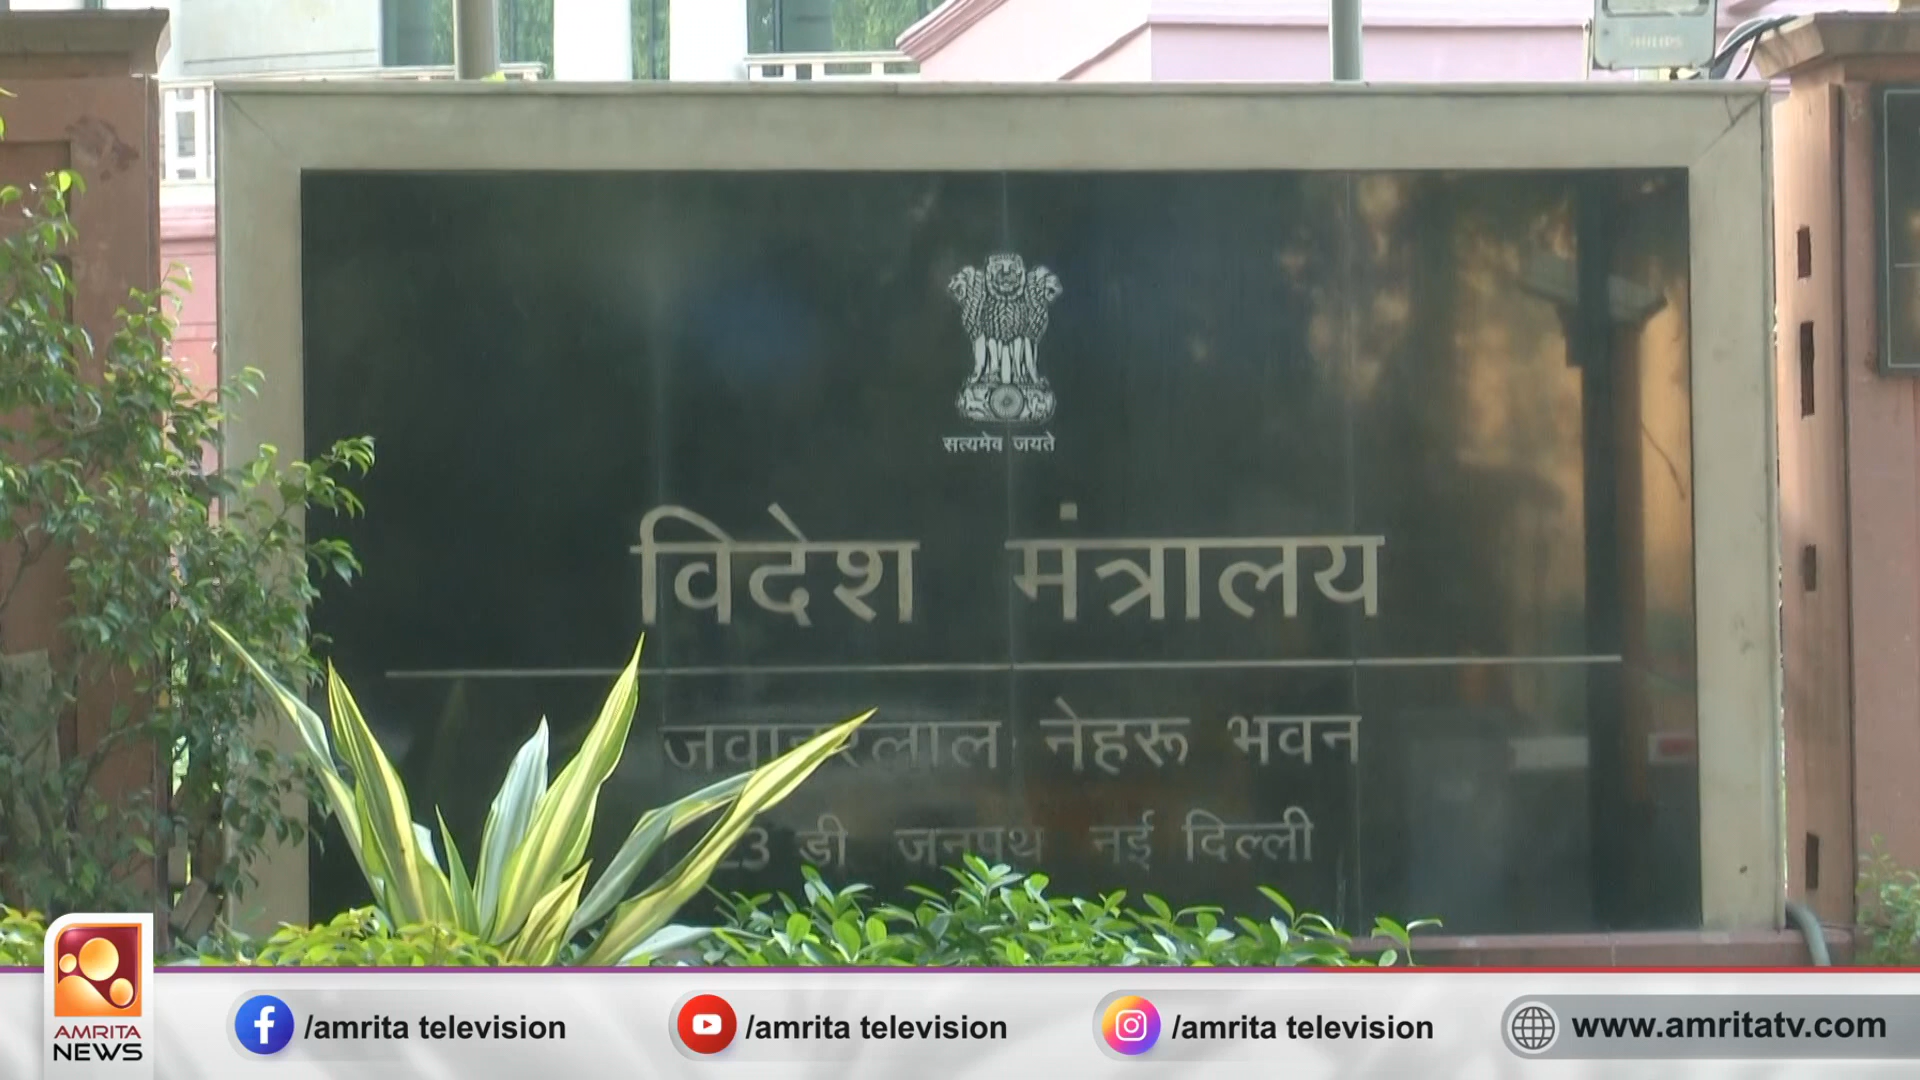 PHILIPS
सत्यमेव जयते
विदेश मंत्रालय
जवाहरलाल नेहरू भवन
23 डी जनपथ नई दिल्ली
AMRITA
NEWS
/amrita television
/amrita television
/amrita television
www.amritatv.com